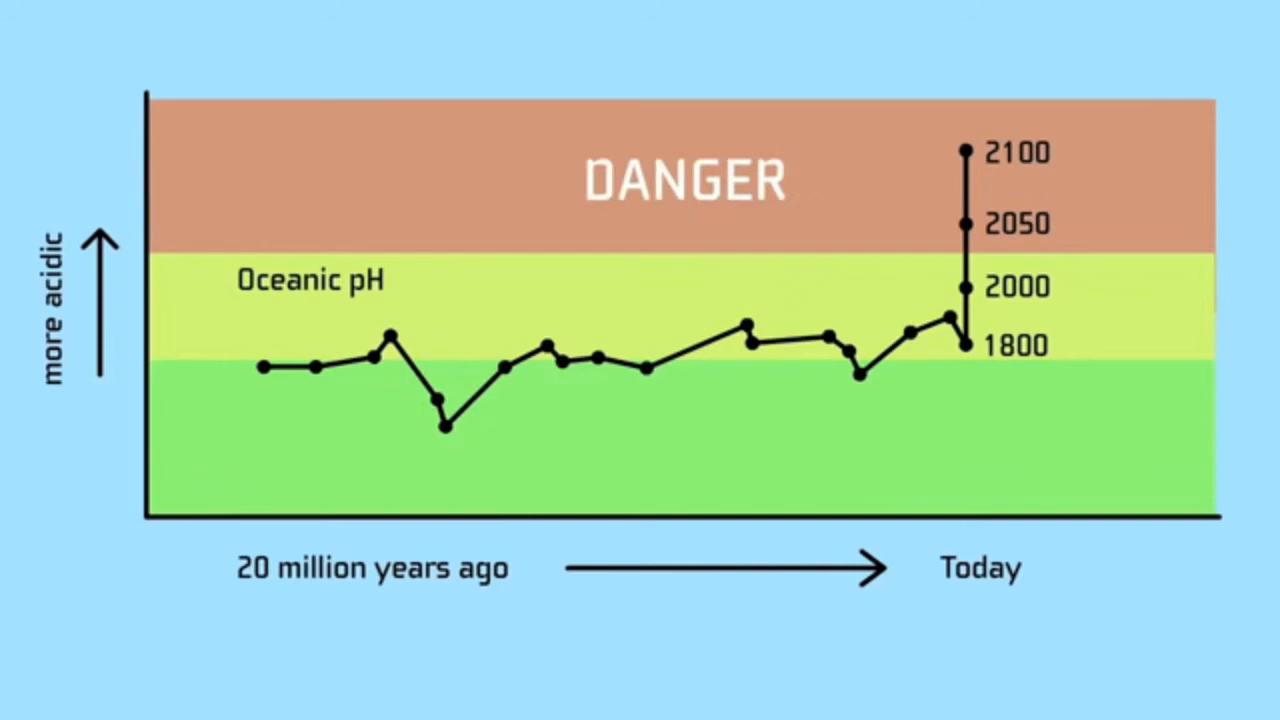 DANGER
2100
2050
2000
1800
Oceanic pH
more acidic
20 million years ago
Today